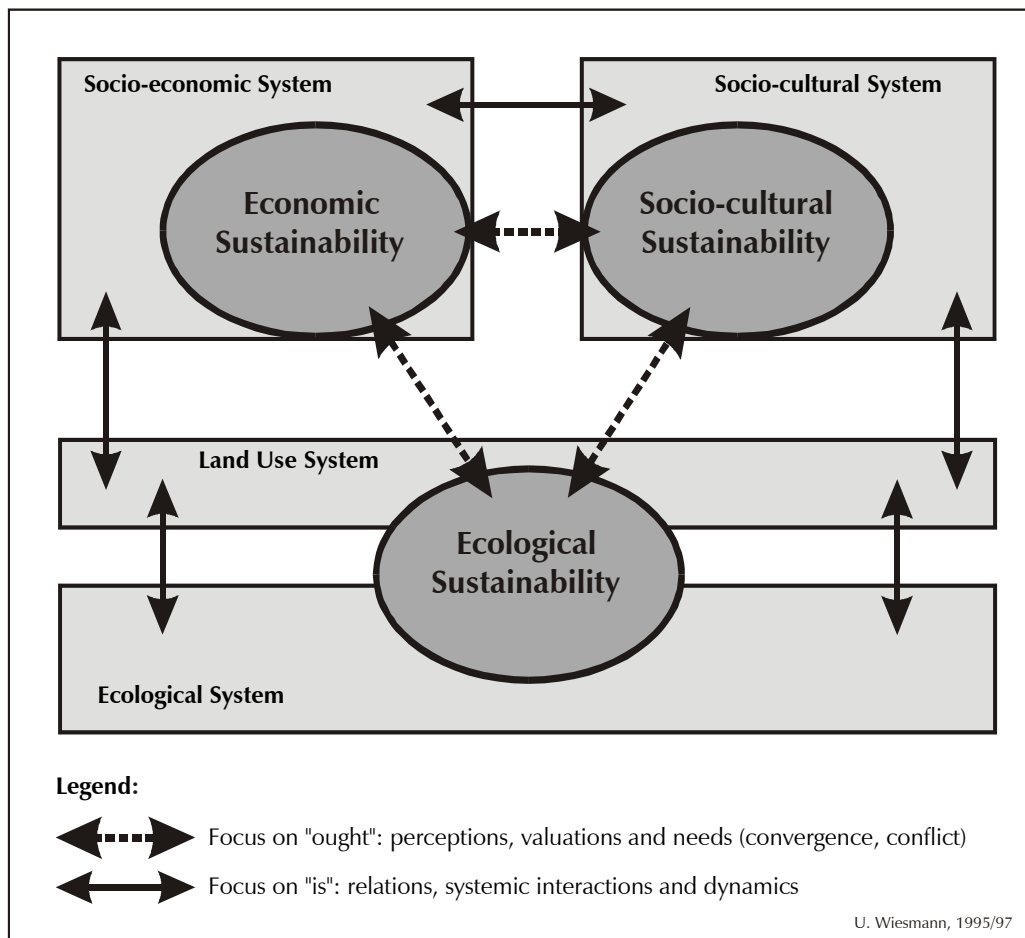 Socio-economic System
Socio-cultural System
Economic
Sustainability
Socio-cultural
Sustainability
Land Use System
Ecological
Sustainability
Ecological System
Legend:
Focus on "ought": perceptions, valuations and needs (convergence, conflict)
Focus on "is": relations, systemic interactions and dynamics
U. Wiesmann, 1995/97